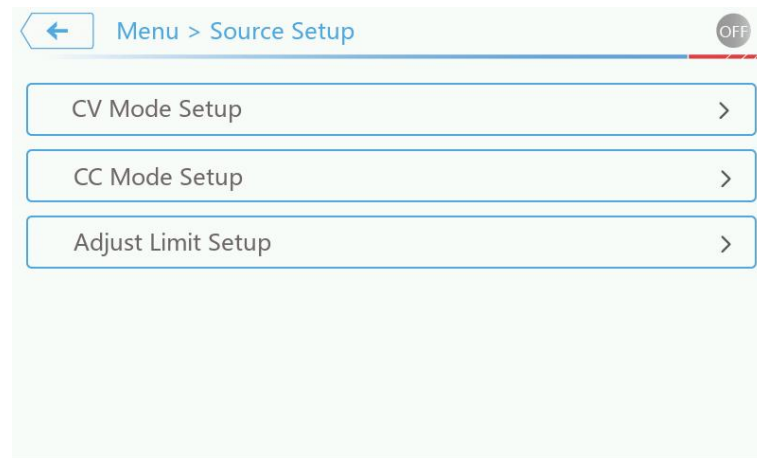 Menu > Source Setup
OFF
CV Mode Setup
CC Mode Setup
Adjust Limit Setup